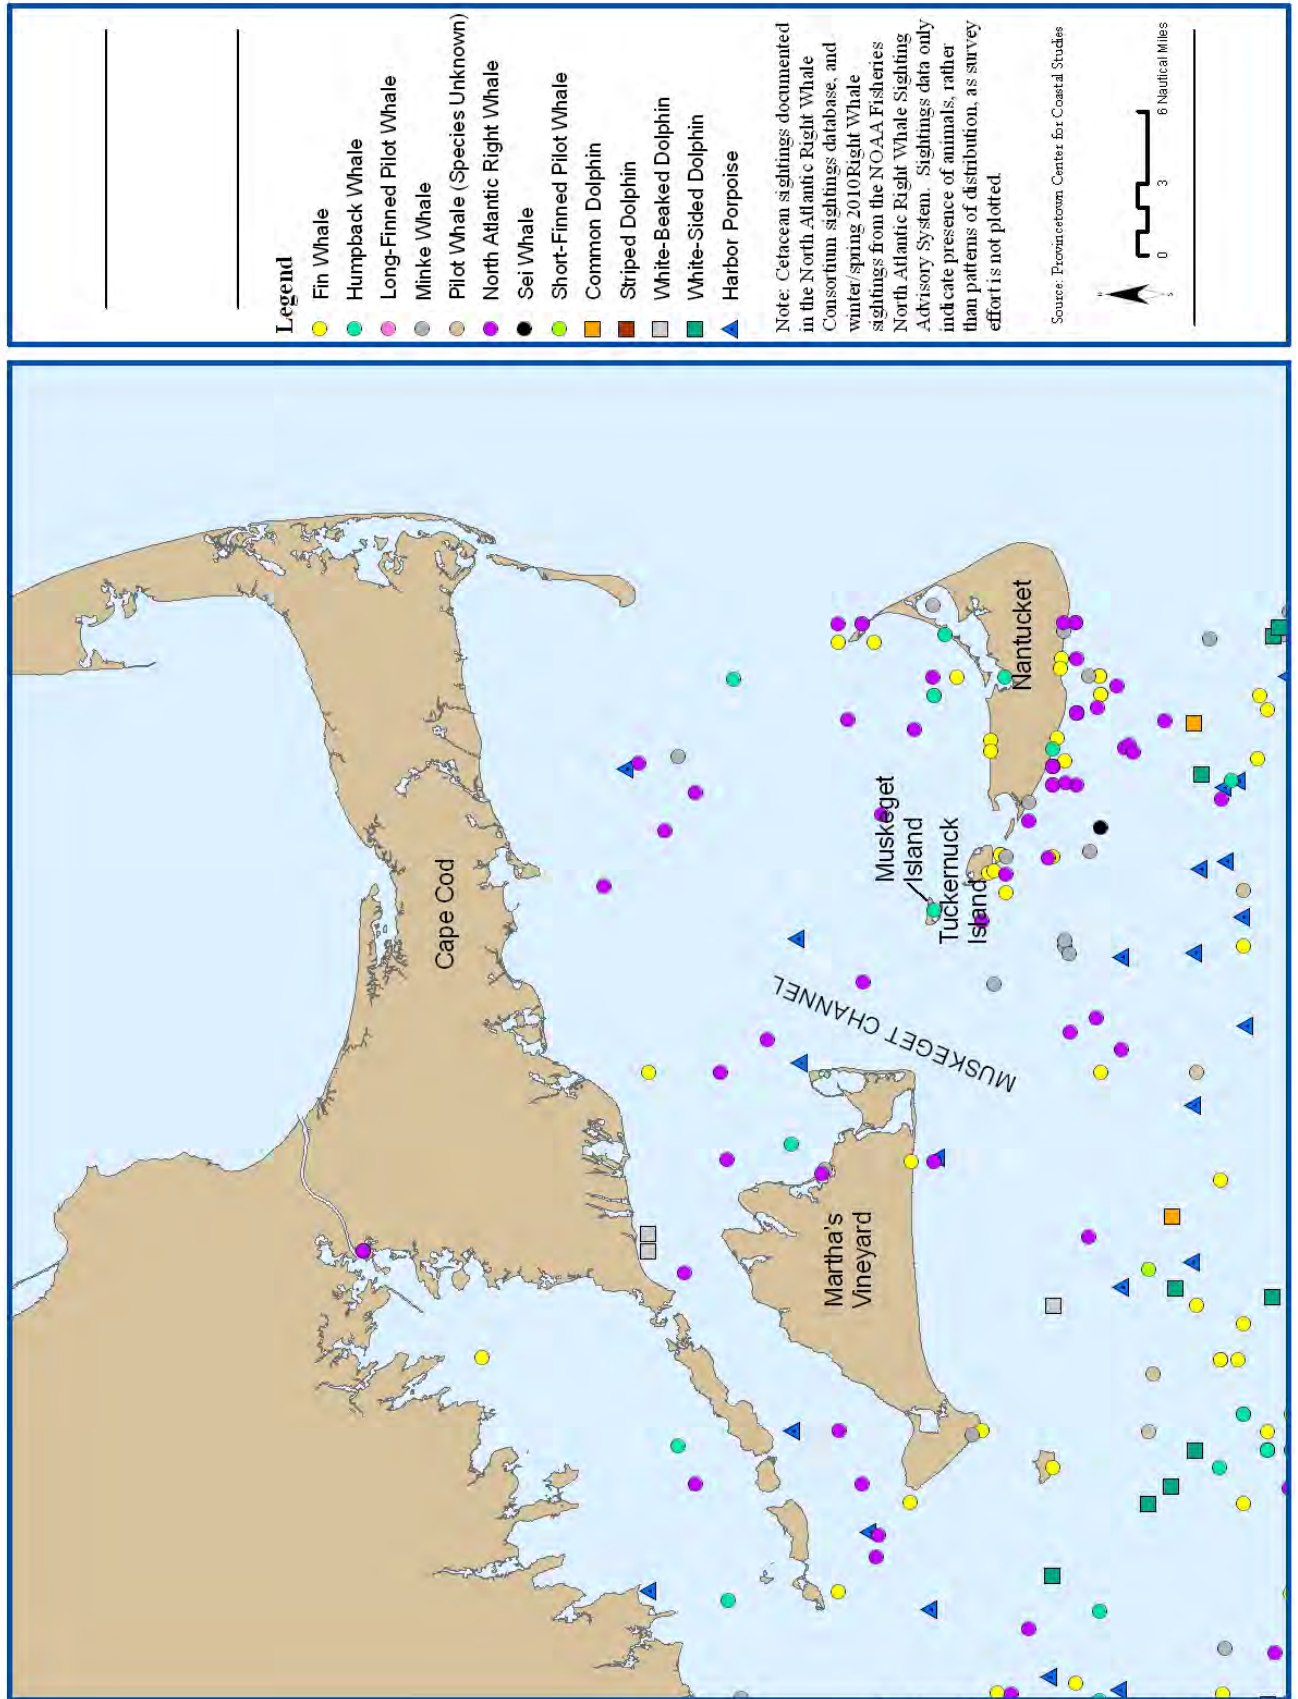 Cape Cod
Muskeget
Island
Tuckernuck
Island
Nantucket
MUSKEGET CHANNEL
Martha's
Vineyard
Legend
Fin Whale
Humpback Whale
Long-Finned Pilot Whale
Minke Whale
Pilot Whale (Species Unknown)
North Atlantic Right Whale
Sei Whale
Short-Finned Pilot Whale
Common Dolphin
Striped Dolphin
White-Beaked Dolphin
White-Sided Dolphin
Harbor Porpoise
Note: Cetacean sightings documented
in the North Atlantic Right Whale
Consortium sightings database, and
winter/spring 2010 Right Whale
sightings from the NOAA Fisheries
North Atlantic Right Whale Sighting
Advisory System. Sightings data only
indicate presence of animals, rather
than patterns of distribution, as survey
effort is not plotted.
Source: Provincetown Center for Coastal Studies
N
S
0 3 6 Nautical Miles